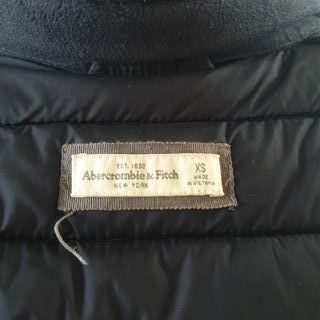 EST. 1892
Abercrombie & Fitch
NEW YORK
XS
MADE
IN VIETNAM